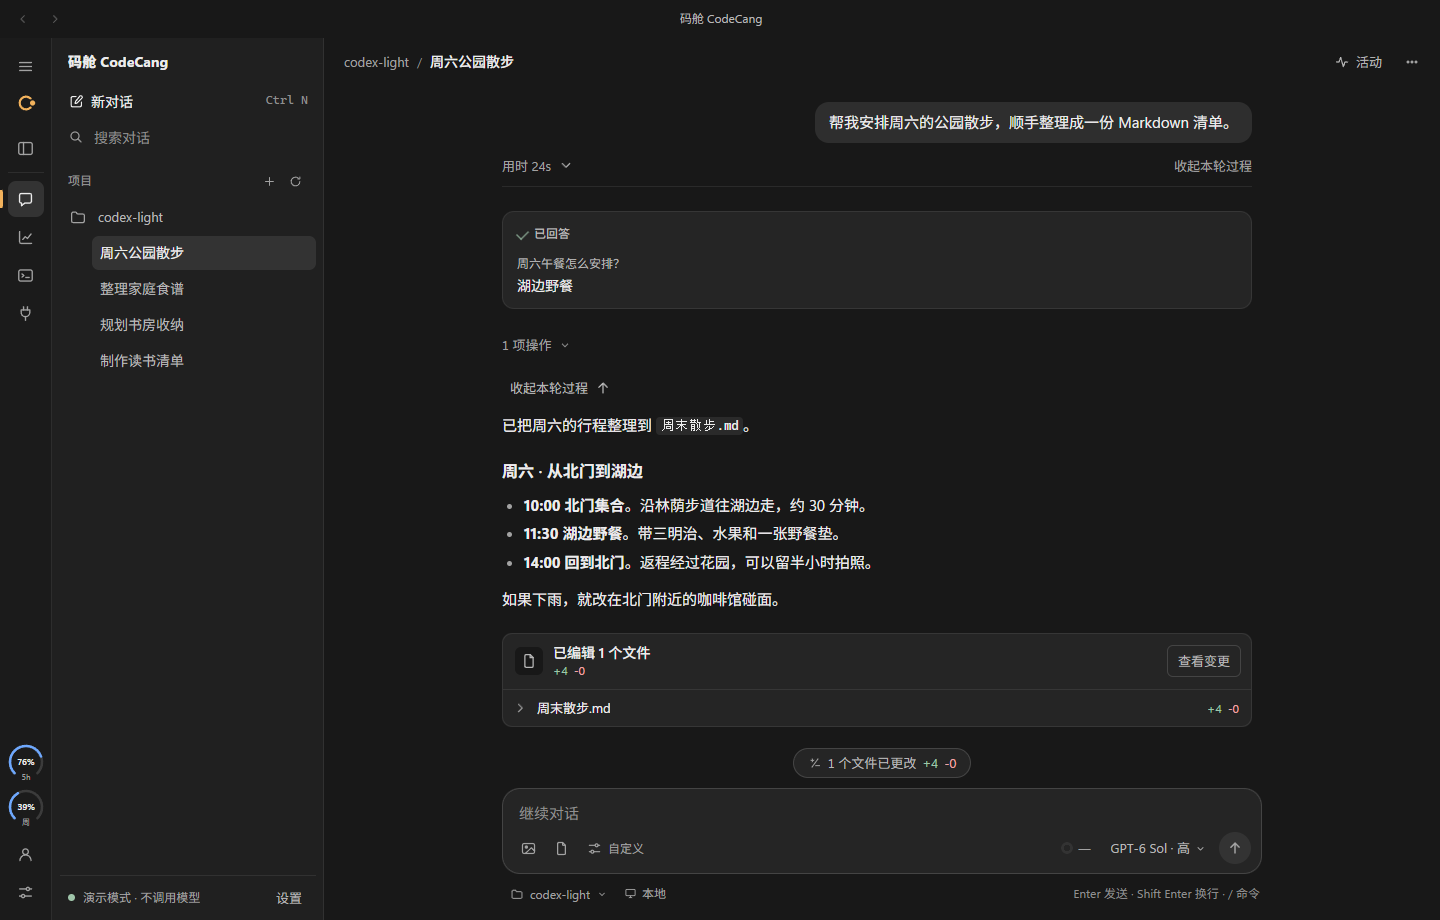 码舱 CodeCang
码舱 CodeCang
新对话 Ctrl N
搜索对话
项目
codex-light
周六公园散步
整理家庭食谱
规划书房收纳
制作读书清单
76%
5h
39%
周
演示模式 · 不调用模型 设置
codex-light / 周六公园散步 活动
帮我安排周六的公园散步，顺手整理成一份 Markdown 清单。
用时 24s 收起本轮过程
已回答
周六午餐怎么安排？
湖边野餐
1 项操作
收起本轮过程
已把周六的行程整理到 周末散步.md。
周六 · 从北门到湖边
10:00 北门集合。沿林荫步道往湖边走，约 30 分钟。
11:30 湖边野餐。带三明治、水果和一张野餐垫。
14:00 回到北门。返程经过花园，可以留半小时拍照。
如果下雨，就改在北门附近的咖啡馆碰面。
已编辑 1 个文件
+4 -0
查看变更
周末散步.md +4 -0
1 个文件已更改 +4 -0
继续对话
自定义 — GPT-6 Sol · 高
codex-light 本地 Enter 发送 · Shift Enter 换行 · / 命令